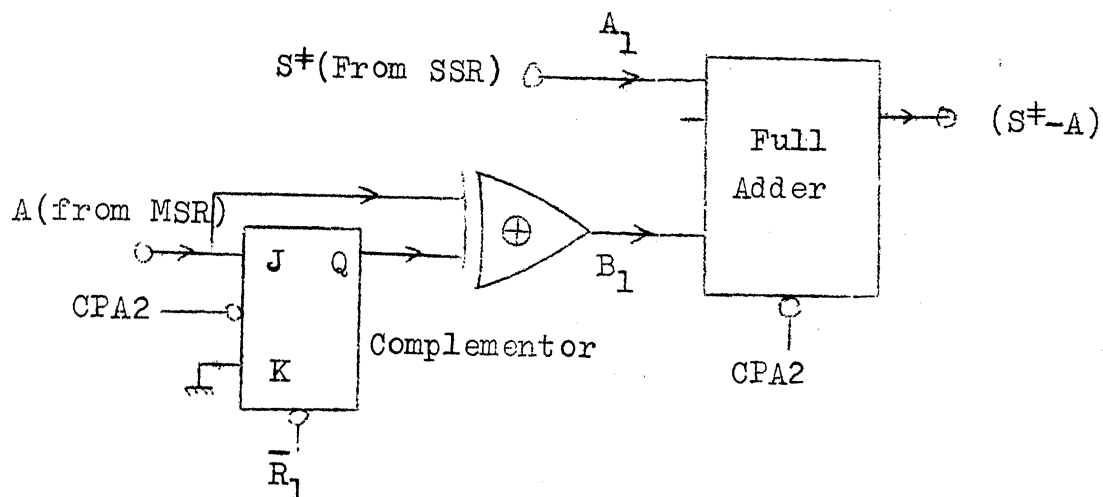 A₁
S‡(From SSR)
(S‡-A)
Full
Adder
A(from MSR)
J Q
⊕
B₁
CPA2
Complementor
K
CPA2
R̅₁